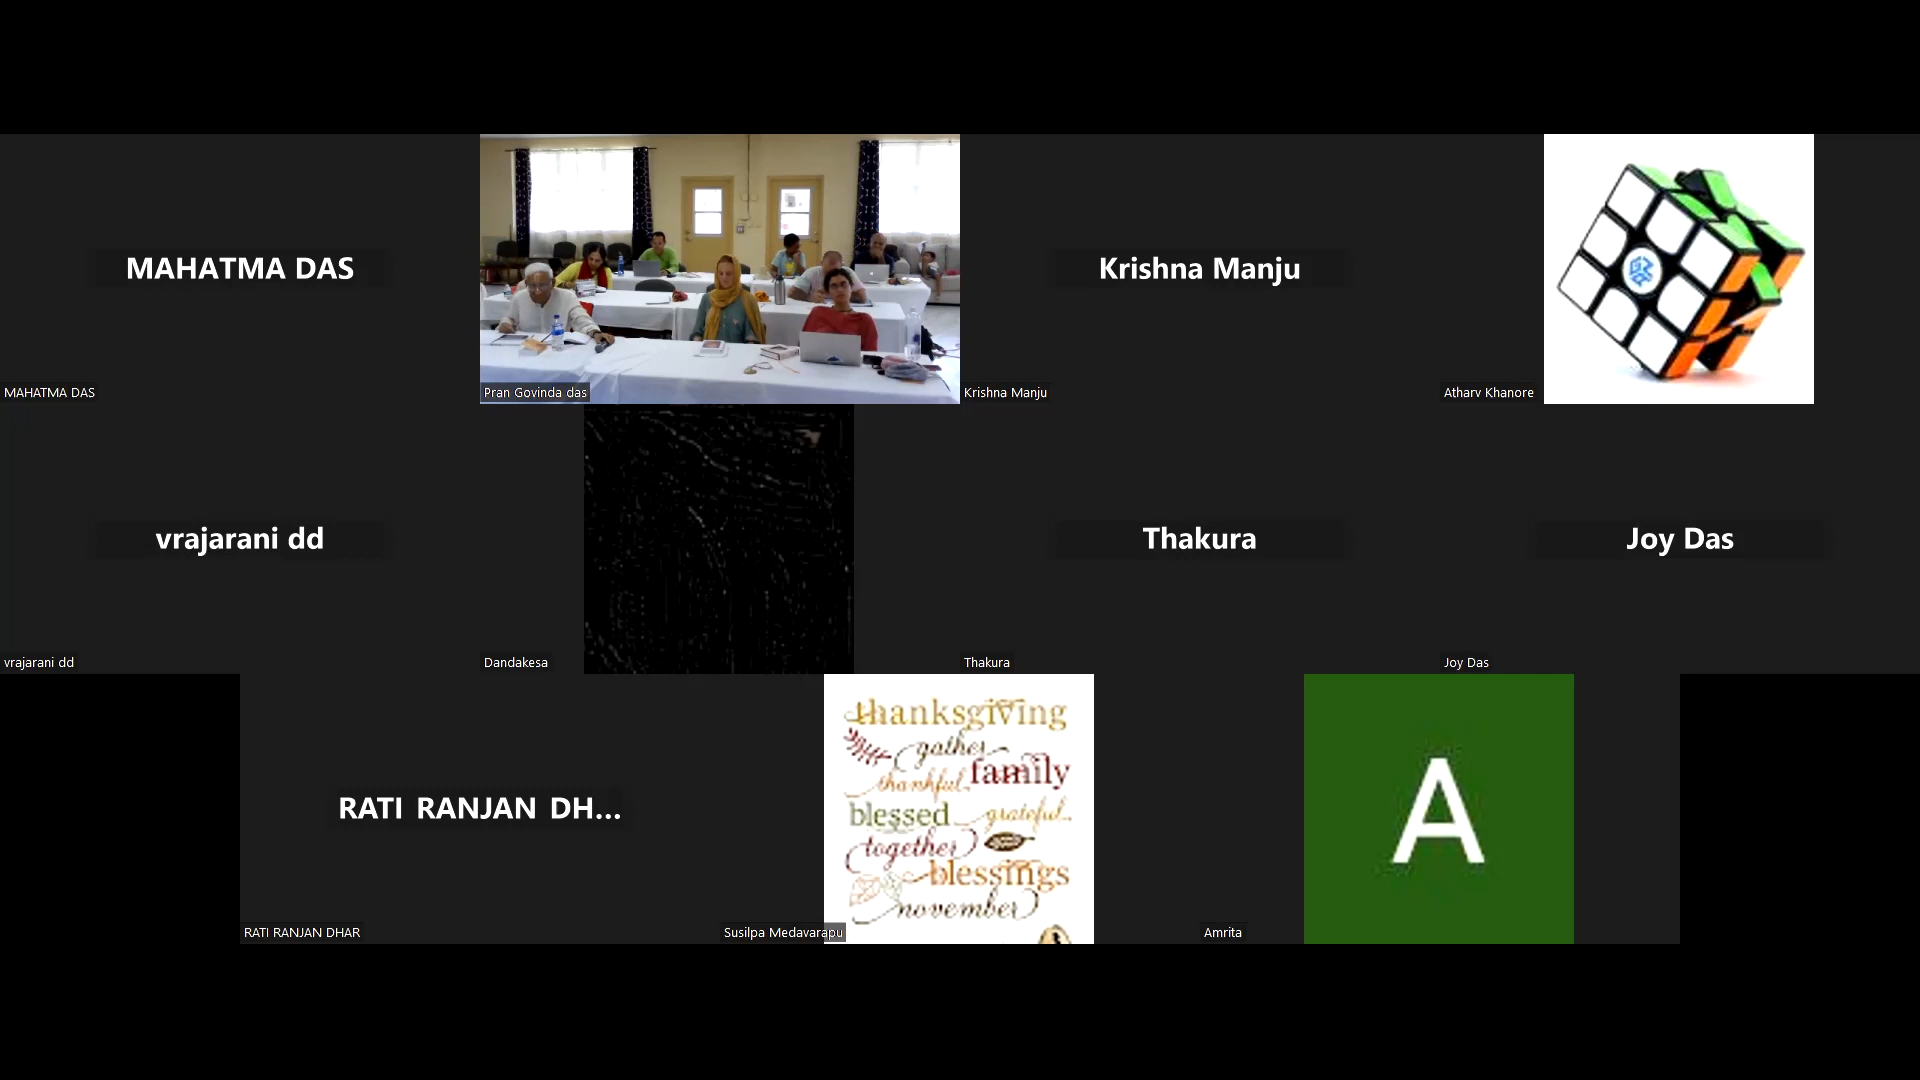 MAHATMA DAS
MAHATMA DAS
Pran Govinda das
Krishna Manju
Krishna Manju
Atharv Khanore
vrajarani dd
vrajarani dd
Dandakesa
Thakura
Thakura
Joy Das
Joy Das
RATI RANJAN DH...
RATI RANJAN DHAR
thanksgiving
gather
thankful family
blessed grateful
together
blessings
november
Susilpa Medavarapu
A
Amrita